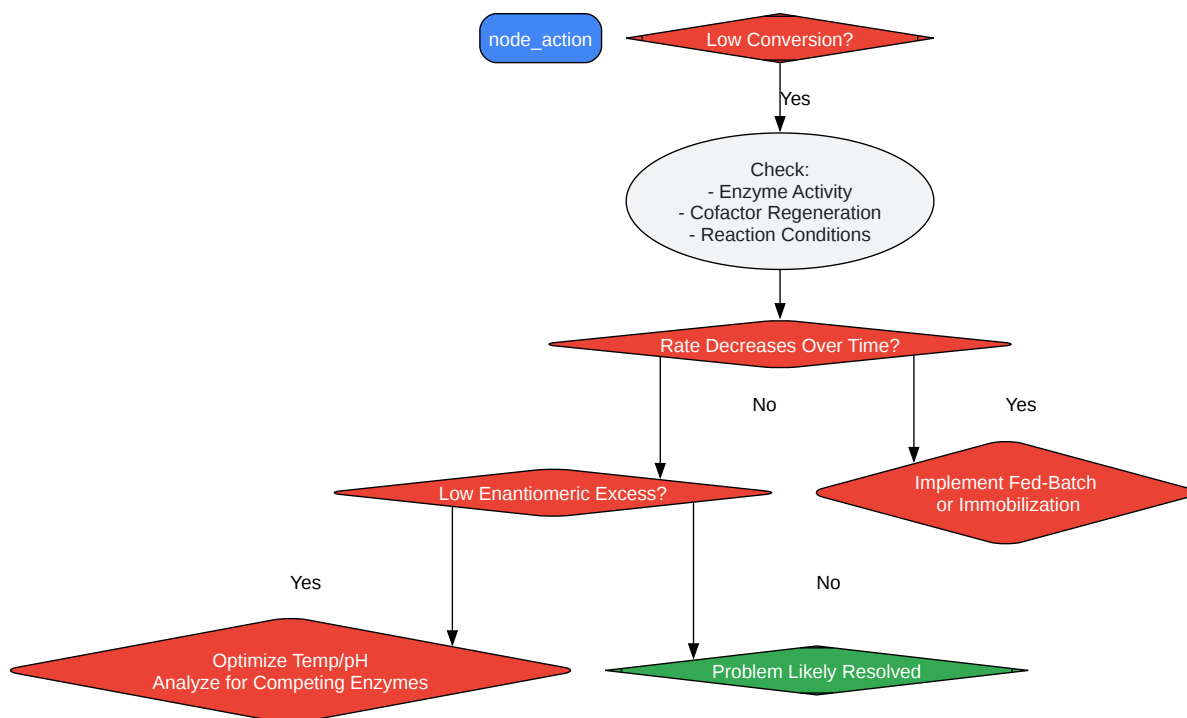 node_action
Low Conversion?
Yes
Check:
- Enzyme Activity
- Cofactor Regeneration
- Reaction Conditions
Rate Decreases Over Time?
No
Yes
Low Enantiomeric Excess?
Implement Fed-Batch
or Immobilization
Yes
No
Optimize Temp/pH
Analyze for Competing Enzymes
Problem Likely Resolved